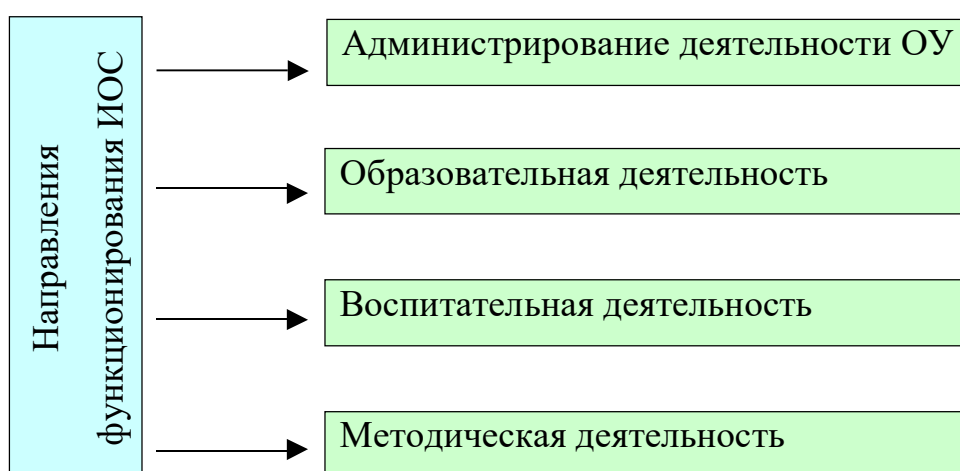 Направления
функционирования ИОС
Администрирование деятельности ОУ
Образовательная деятельность
Воспитательная деятельность
Методическая деятельность